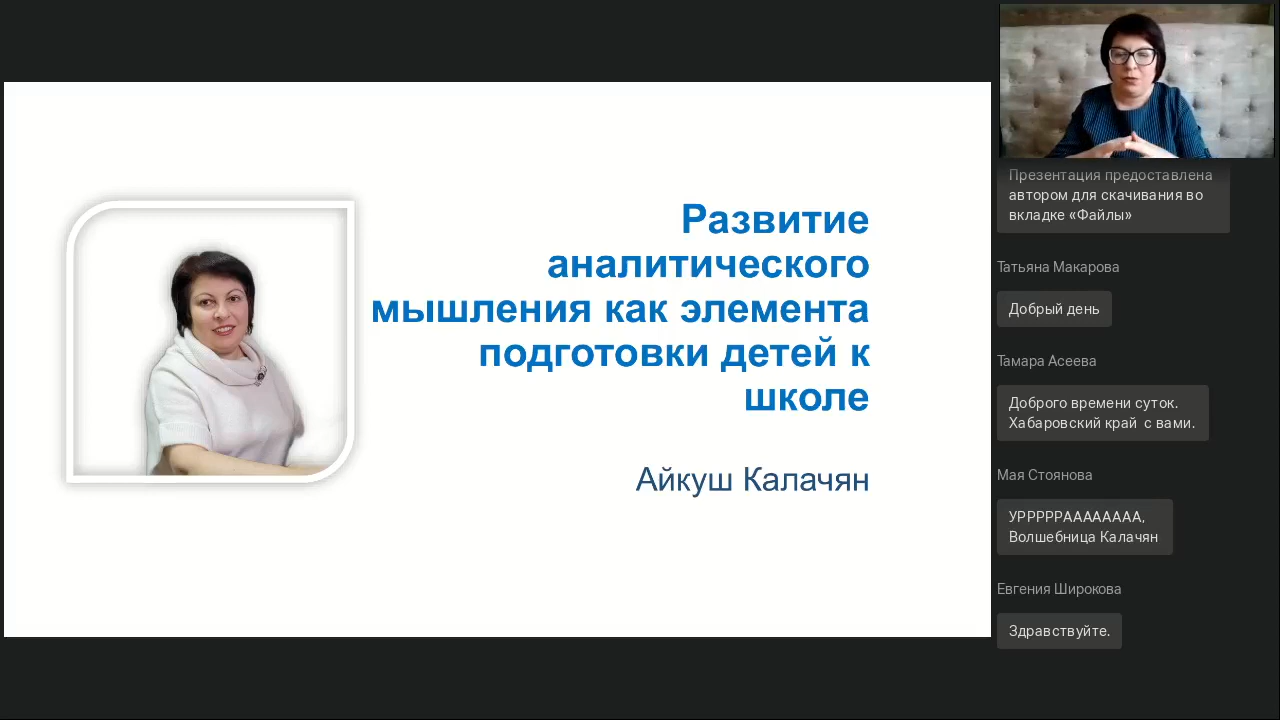 Развитие
аналитического
мышления как элемента
подготовки детей к
школе
Айкуш Калачян
Презентация предоставлена
автором для скачивания во
вкладке «Файлы»
Татьяна Макарова
Добрый день
Тамара Асеева
Доброго времени суток.
Хабаровский край с вами.
Мая Стоянова
УРРРРРАААААААА,
Волшебница Калачян
Евгения Широкова
Здравствуйте.